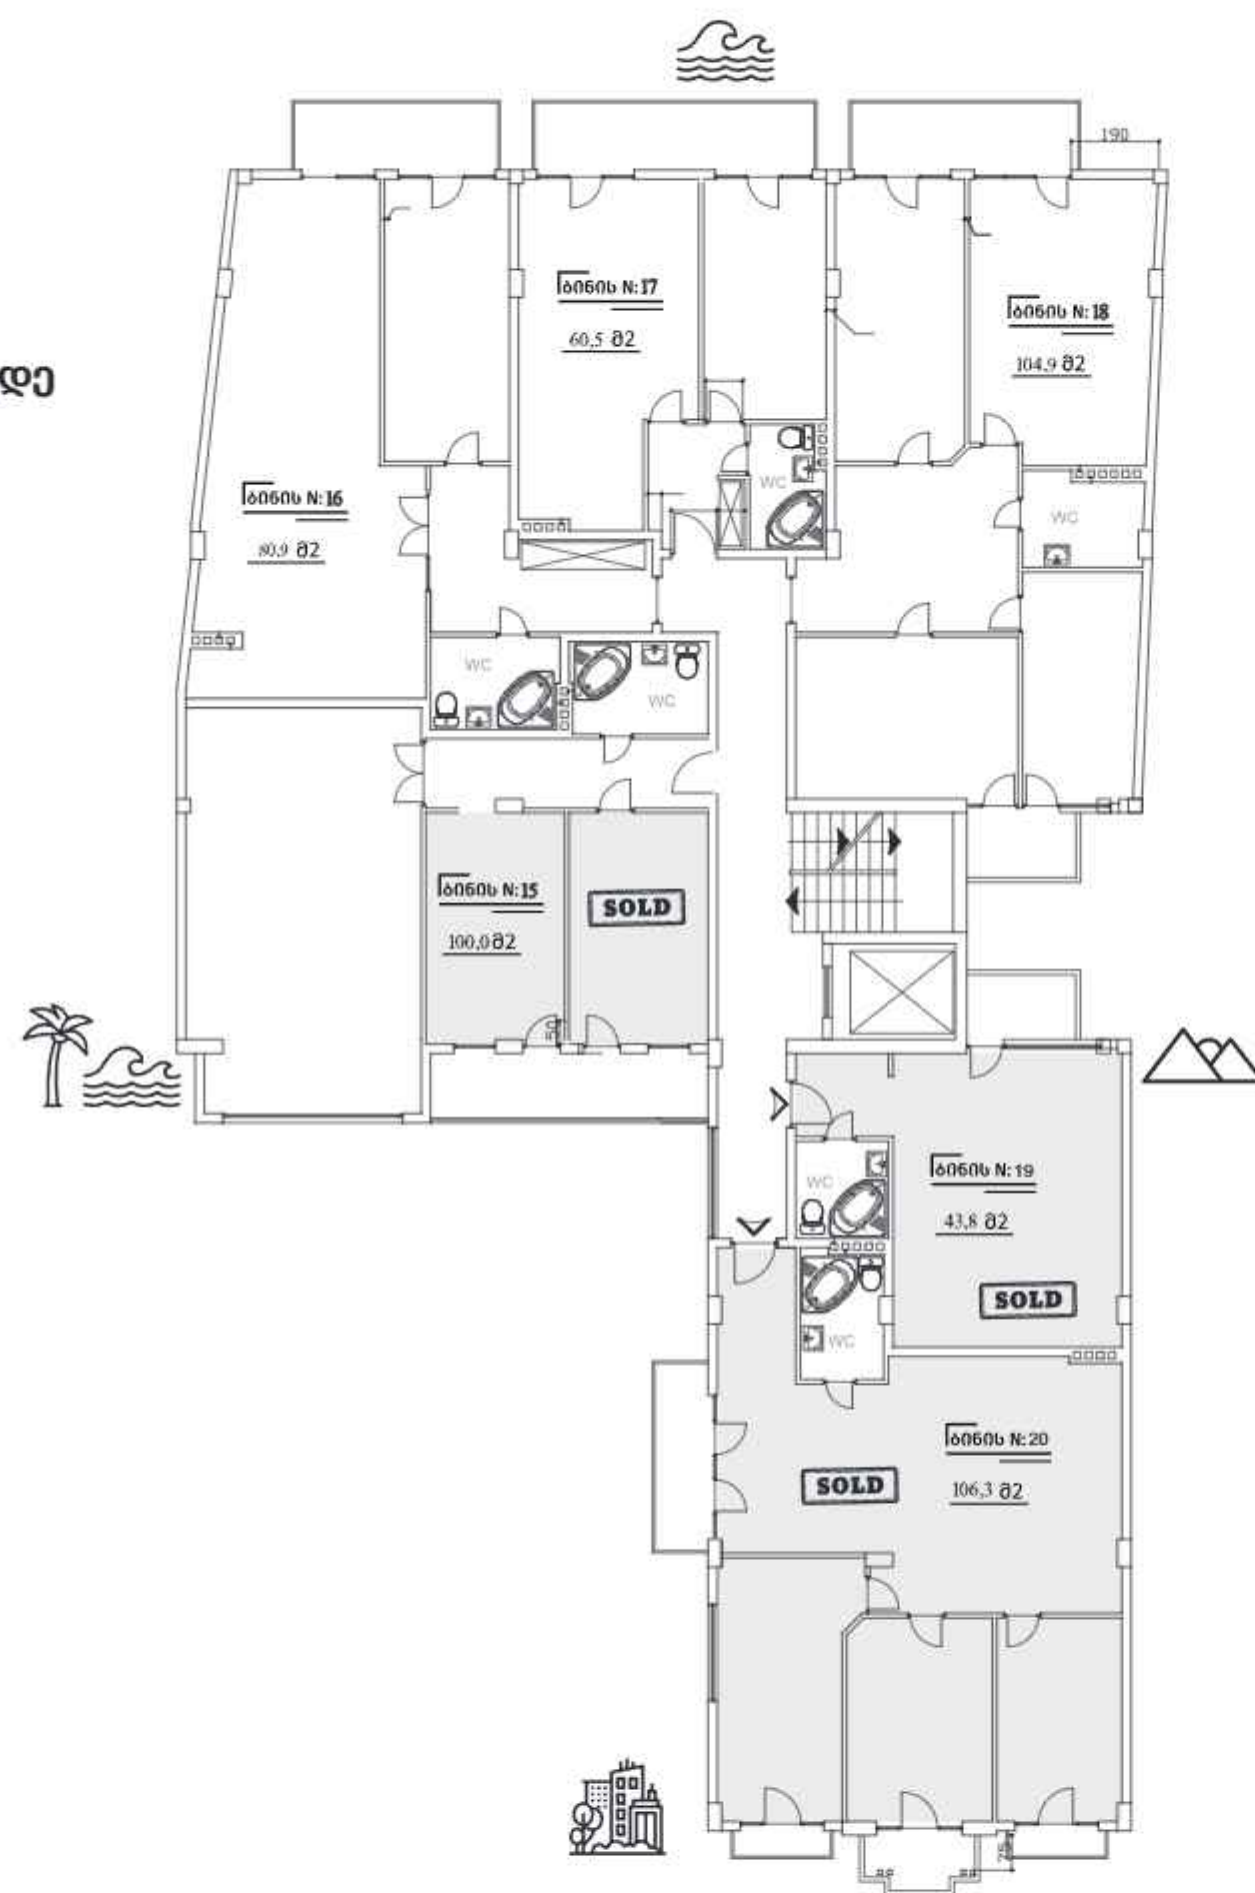 190
ბინის N:17
60,5 მ2
ბინის N:18
104,9 მ2
დე
ბინის N:16
80,9 მ2
WC
WC
WC
WC
ბინის N:15
100,0 მ2
SOLD
50
ბინის N:19
43,8 მ2
WC
SOLD
WC
ბინის N:20
106,3 მ2
SOLD